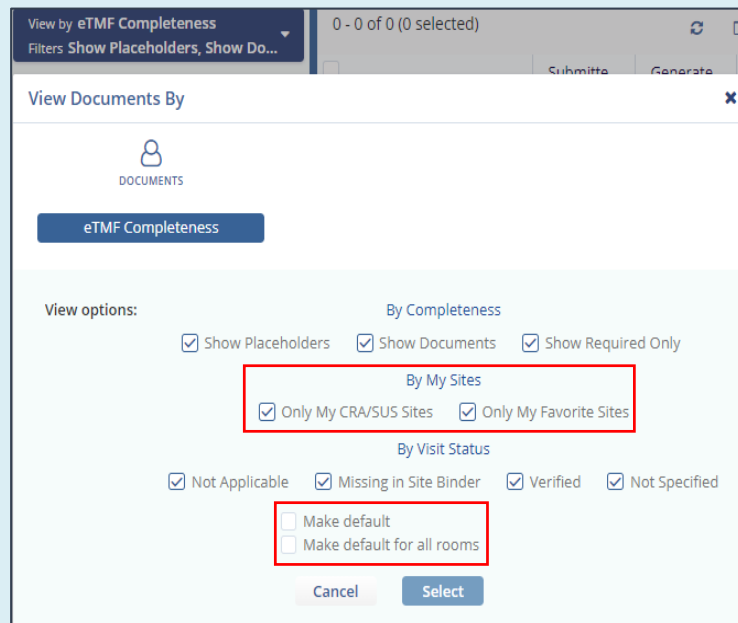 View by eTMF Completeness
Filters Show Placeholders, Show Do...
0 - 0 of 0 (0 selected)
Submitte Generate
View Documents By
DOCUMENTS
eTMF Completeness
View options:
By Completeness
Show Placeholders Show Documents Show Required Only
By My Sites
Only My CRA/SUS Sites Only My Favorite Sites
By Visit Status
Not Applicable Missing in Site Binder Verified Not Specified
Make default
Make default for all rooms
Cancel Select